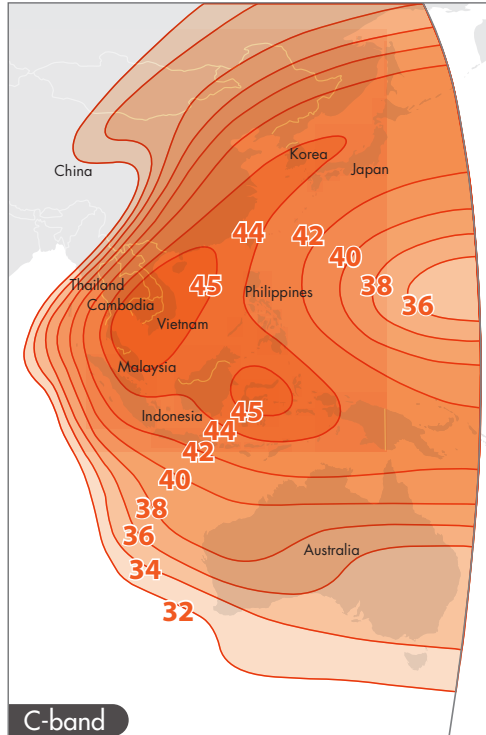 Korea
China
Japan
44
42
40
Thailand
45
38
Philippines
Cambodia
36
Vietnam
Malaysia
45
Indonesia
44
42
40
38
36
Australia
34
32
C-band